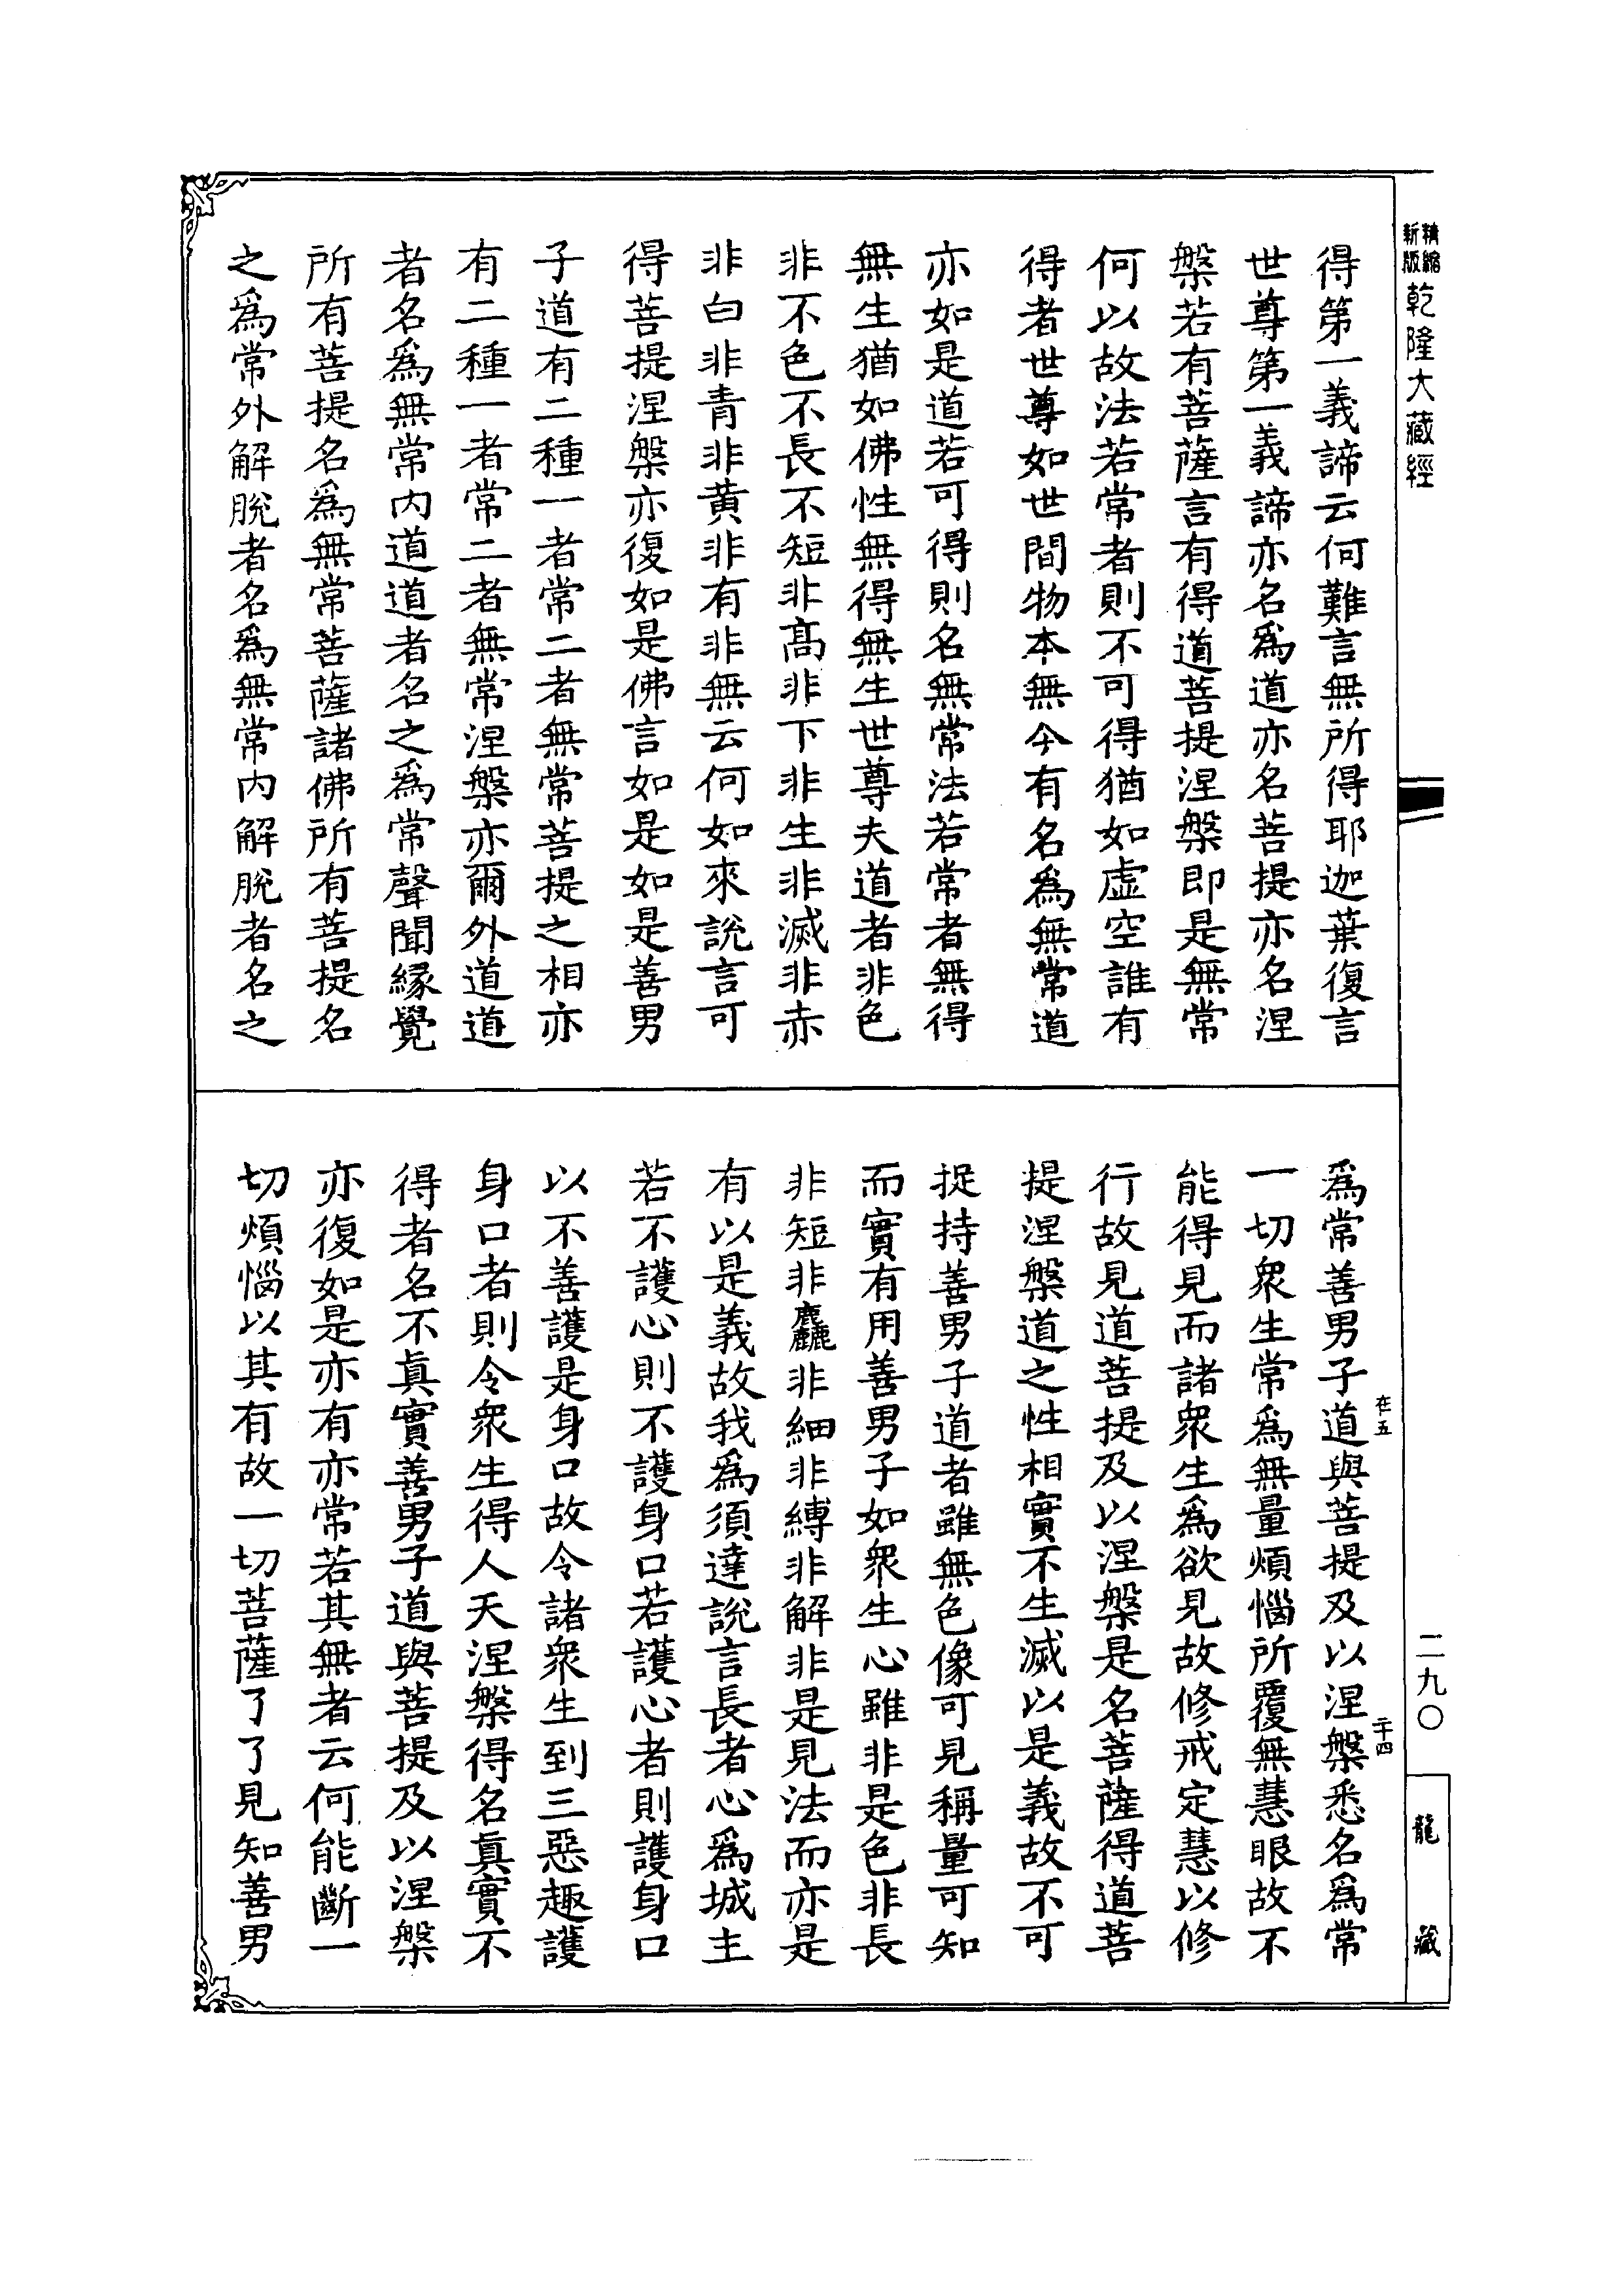 精縮
新版
乾隆大藏經
得第一義諦云何難言無所得耶迦葉復言
世尊第一義諦亦名為道亦名菩提亦名涅
槃若有菩薩言有得道菩提涅槃即是無常
何以故法若常者則不可得猶如虛空誰有
得者世尊如世間物本無今有名為無常道
亦如是道若可得則名無常法若常者無得
無生猶如佛性無得無生世尊夫道者非色
非不色不長不短非高非下非生非滅非赤
非白非青非黃非有非無云何如來說言可
得菩提涅槃亦復如是佛言如是如是善男
子道有二種一者常二者無常菩提之相亦
有二種一者常二者無常涅槃亦爾外道道
者名為無常內道道者名之為常聲聞緣覺
所有菩提名為無常菩薩諸佛所有菩提名
之為常外解脫者名為無常內解脫者名之
為常善男子道與菩提及以涅槃悉名為常
一切眾生常為無量煩惱所覆無慧眼故不
能得見而諸眾生為欲見故修戒定慧以修
行故見道菩提及以涅槃是名菩薩得道菩
提涅槃道之性相實不生滅以是義故不可
捉持善男子道者雖無色像可見稱量可知
而實有用善男子如眾生心雖非是色非長
非短非麤非細非縛非解非是見法而亦是
有以是義故我為須達說言長者心為城主
若不護心則不護身口若護心者則護身口
以不善護是身口故令諸眾生到三惡趣護
身口者則令眾生得人天涅槃得名真實不
得者名不真實善男子道與菩提及以涅槃
亦復如是亦有亦常若其無者云何能斷一
切煩惱以其有故一切菩薩了了見知善男
在五
二十四
二九〇
龍藏